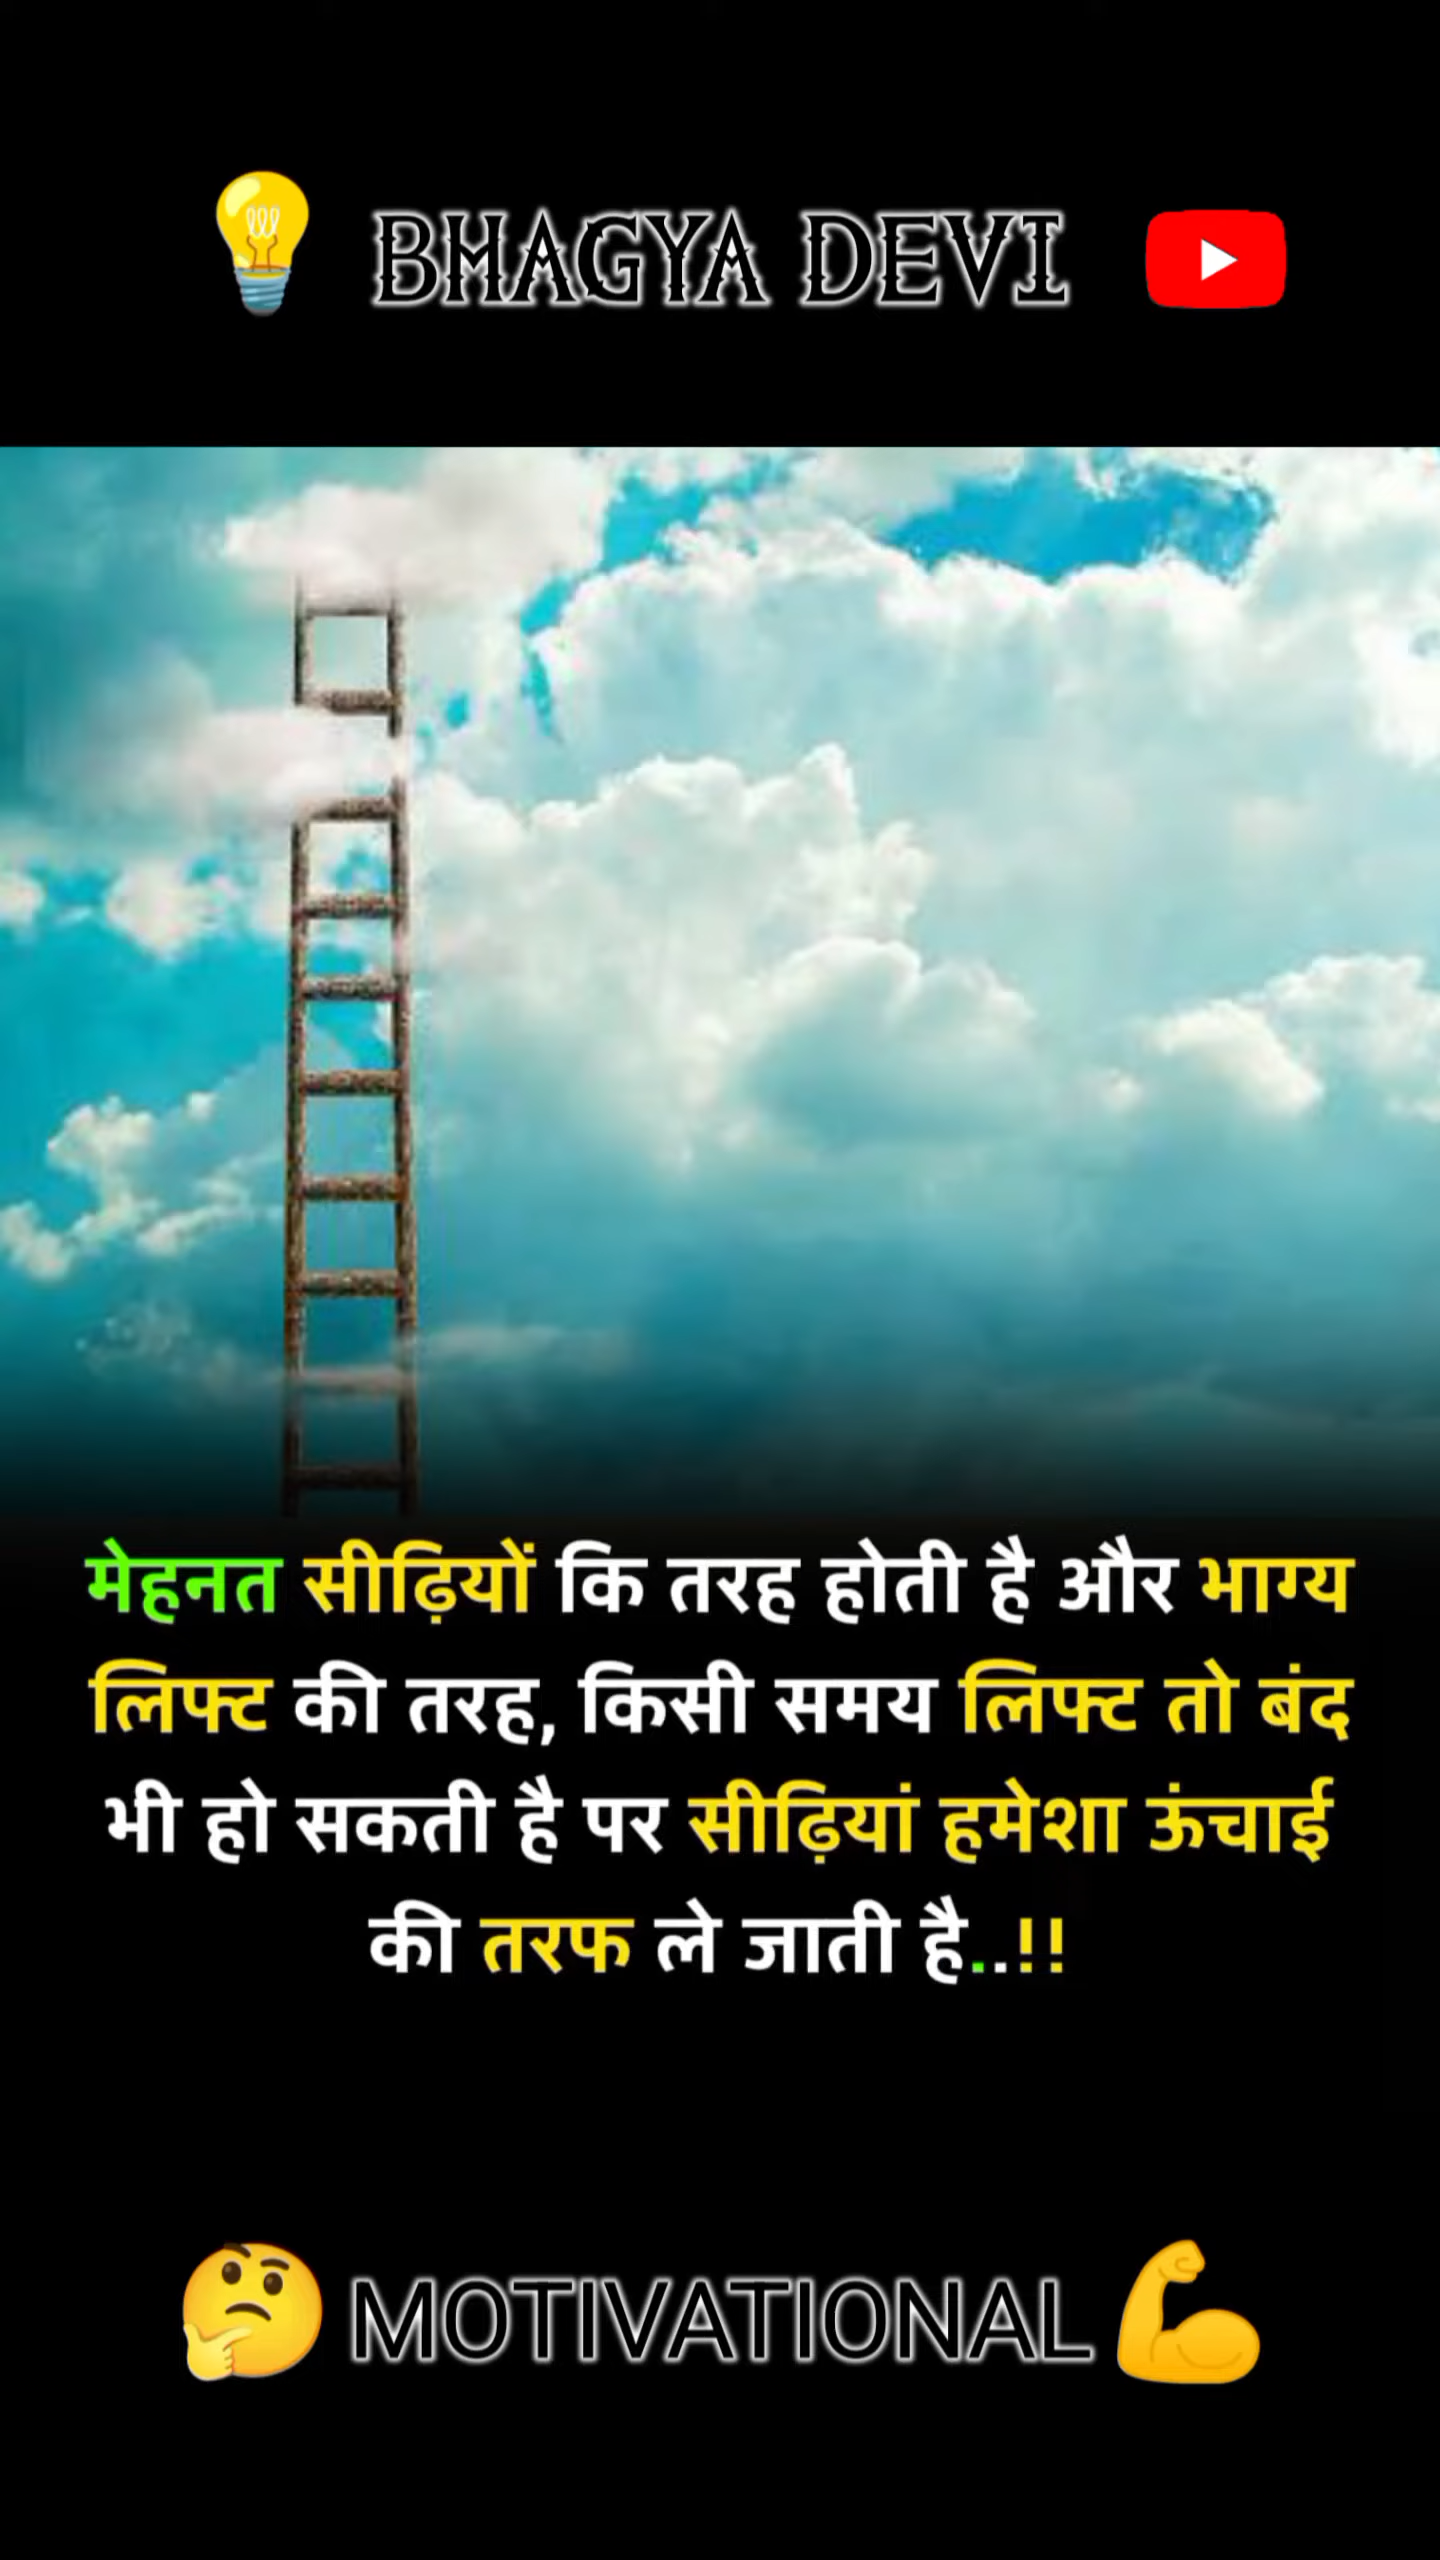 BHAGYA DEVI
मेहनत सीढ़ियों कि तरह होती है और भाग्य
लिफ्ट की तरह, किसी समय लिफ्ट तो बंद
भी हो सकती है पर सीढ़ियां हमेशा ऊंचाई
की तरफ ले जाती है..!!
MOTIVATIONAL